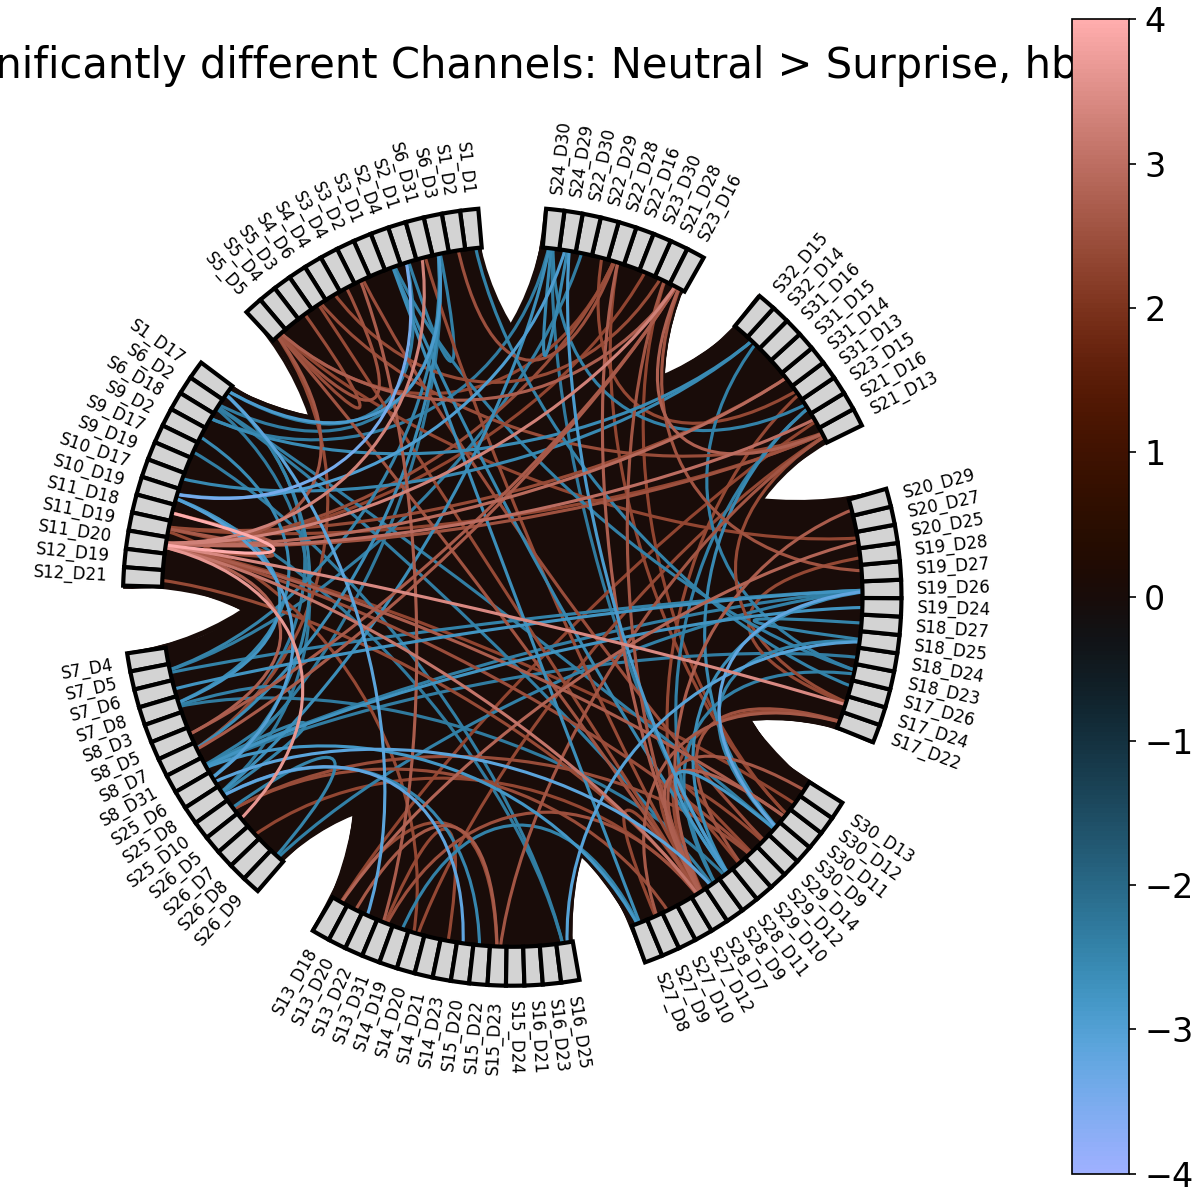 nificantly different Channels: Neutral > Surprise, hb
S1_D1
S1_D2
S6_D3
S6_D31
S2_D1
S2_D4
S3_D1
S3_D2
S3_D4
S4_D4
S4_D6
S5_D3
S5_D4
S5_D5
S1_D17
S6_D2
S6_D18
S9_D2
S9_D17
S9_D19
S10_D17
S10_D19
S11_D18
S11_D19
S11_D20
S12_D19
S12_D21
S7_D4
S7_D5
S7_D6
S7_D8
S8_D3
S8_D5
S8_D7
S8_D31
S25_D6
S25_D8
S25_D10
S26_D5
S26_D7
S26_D8
S26_D9
S13_D18
S13_D20
S13_D22
S13_D31
S14_D19
S14_D20
S14_D21
S14_D23
S15_D20
S15_D22
S15_D23
S15_D24
S16_D21
S16_D23
S16_D25
S27_D8
S27_D9
S27_D10
S27_D12
S28_D7
S28_D9
S28_D11
S29_D10
S29_D12
S29_D14
S30_D9
S30_D11
S30_D12
S30_D13
S17_D22
S17_D24
S17_D26
S18_D23
S18_D24
S18_D25
S18_D27
S19_D24
S19_D26
S19_D27
S19_D28
S20_D25
S20_D27
S20_D29
S21_D13
S21_D16
S23_D15
S31_D13
S31_D14
S31_D15
S31_D16
S32_D14
S32_D15
S23_D16
S21_D28
S23_D30
S22_D16
S22_D28
S22_D29
S22_D30
S24_D29
S24_D30
4
3
2
1
0
−1
−2
−3
−4